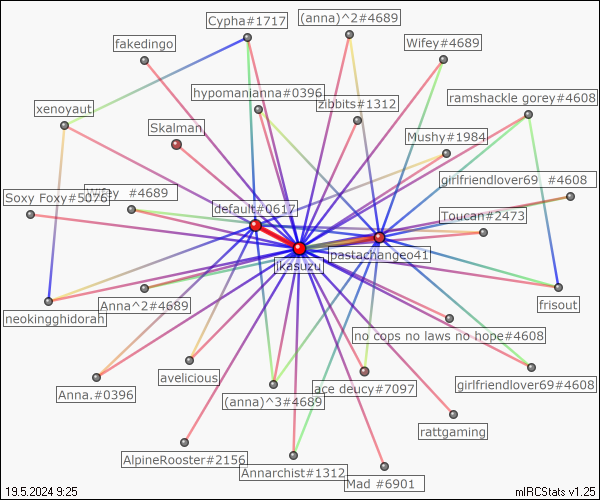 Cypha#1717
(anna)^2#4689
fakedingo
Wifey#4689
hypomanianna#0396
zibbits#1312
ramshackle gorey#4608
xenoyaut
Skalman
Mushy#1984
girlfriendlover69 #4608
Soxy Foxy#5076
Wifey #4689
default#0617
Toucan#2473
pastachangeo41
ikasuzu
Anna^2#4689
frisout
neokingghidorah
no cops no laws no hope#4608
avelicious
girlfriendlover69#4608
Anna.#0396
ace deucy#7097
(anna)^3#4689
rattgaming
AlpineRooster#2156
Annarchist#1312
Mad #6901
19.5.2024 9:25
mIRCStats v1.25